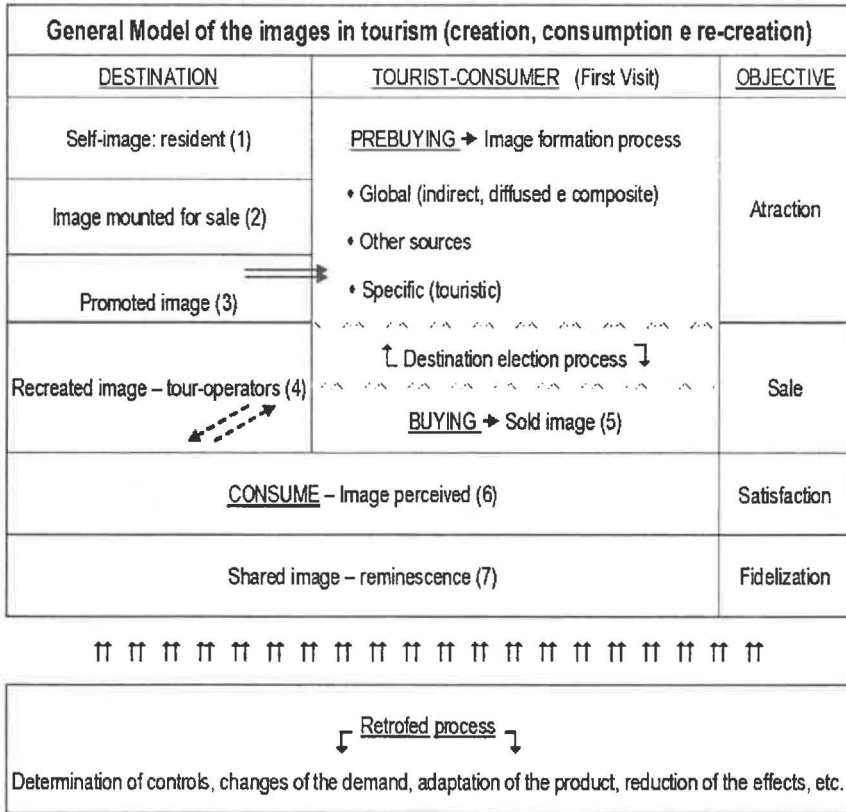 General Model of the images in tourism (creation, consumption e re-creation)
DESTINATION
TOURIST-CONSUMER (First Visit)
OBJECTIVE
Self-image: resident (1)
Image mounted for sale (2)
Promoted image (3)
PREBUYING → Image formation process
• Global (indirect, diffused e composite)
• Other sources
• Specific (touristic)
Atraction
Recreated image – tour-operators (4)
Destination election process
BUYING → Sold image (5)
Sale
CONSUME – Image perceived (6)
Satisfaction
Shared image – reminescence (7)
Fidelization
Retrofed process
Determination of controls, changes of the demand, adaptation of the product, reduction of the effects, etc.